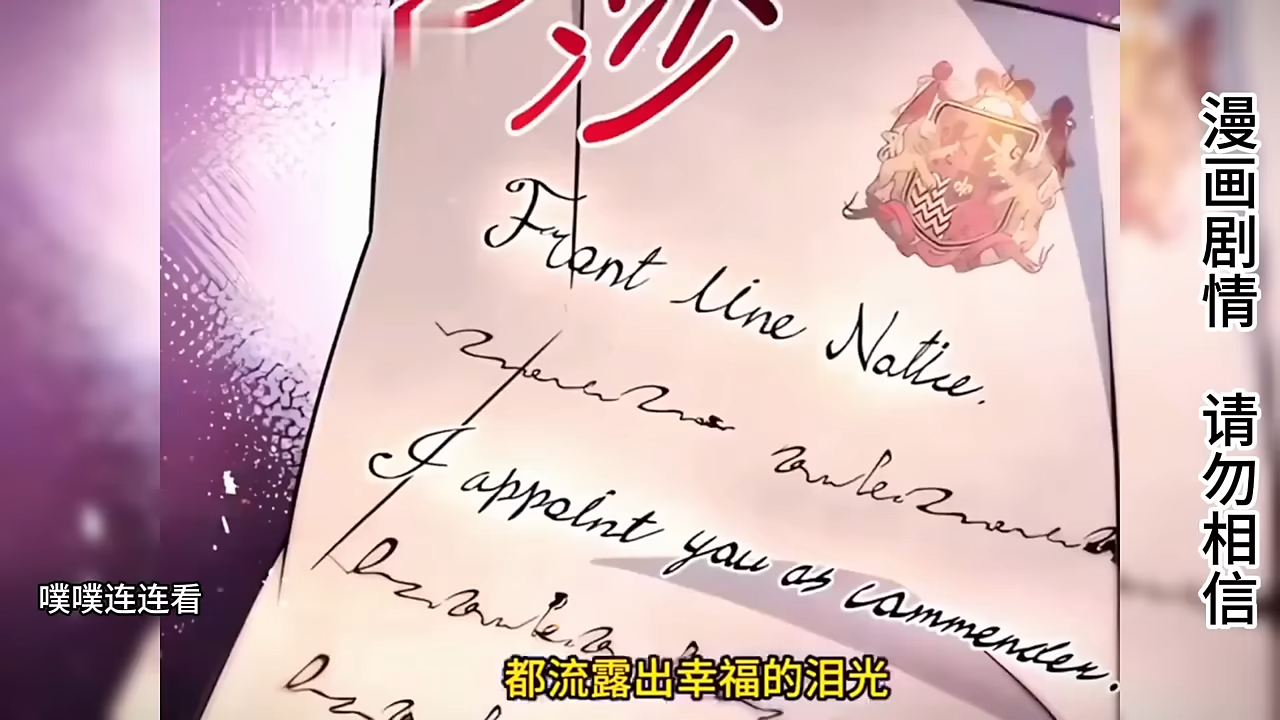 沙
Front line Notice.
I appoint you as commender.
都流露出幸福的泪光
噗噗连连看
漫画剧情 请勿相信